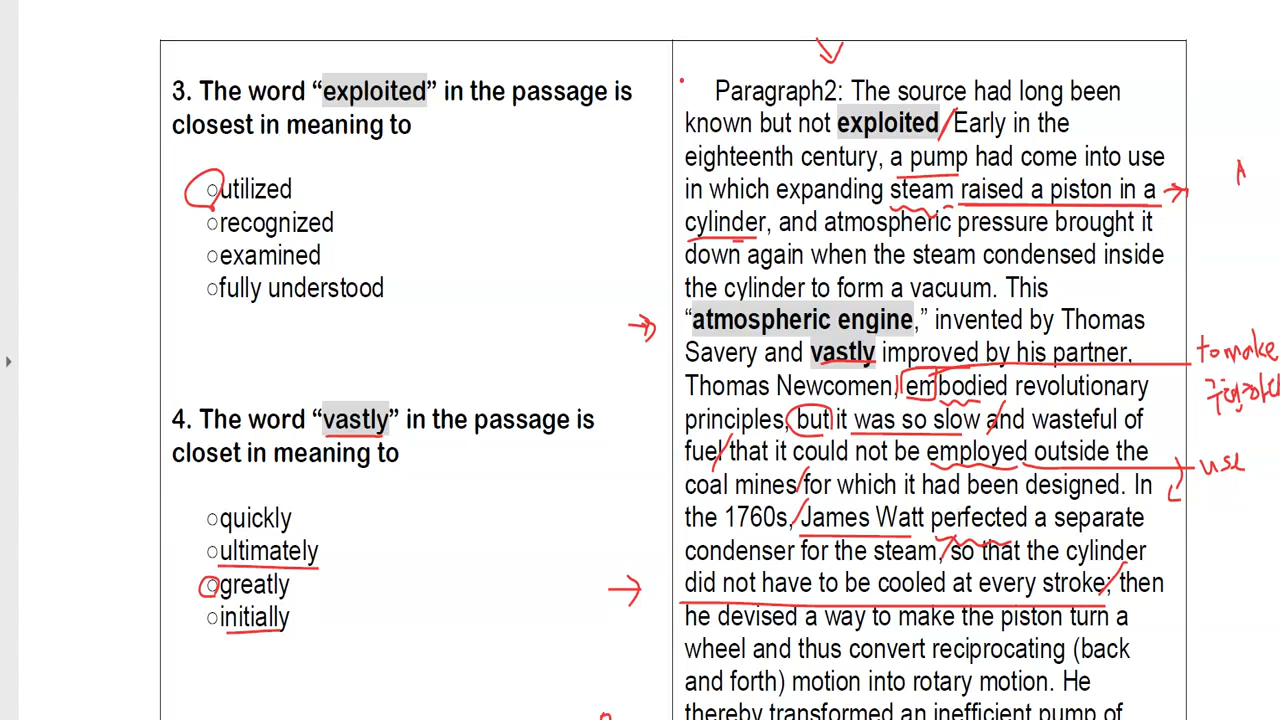 3. The word “exploited” in the passage is
closest in meaning to
○utilized
○recognized
○examined
○fully understood
4. The word “vastly” in the passage is
closet in meaning to
○quickly
○ultimately
○greatly
○initially
Paragraph2: The source had long been
known but not exploited. Early in the
eighteenth century, a pump had come into use
in which expanding steam raised a piston in a
cylinder, and atmospheric pressure brought it
down again when the steam condensed inside
the cylinder to form a vacuum. This
“atmospheric engine,” invented by Thomas
Savery and vastly improved by his partner,
Thomas Newcomen, embodied revolutionary
principles, but it was so slow and wasteful of
fuel that it could not be employed outside the
coal mines for which it had been designed. In
the 1760s, James Watt perfected a separate
condenser for the steam, so that the cylinder
did not have to be cooled at every stroke; then
he devised a way to make the piston turn a
wheel and thus convert reciprocating (back
and forth) motion into rotary motion. He
thereby transformed an inefficient pump of
to make
use